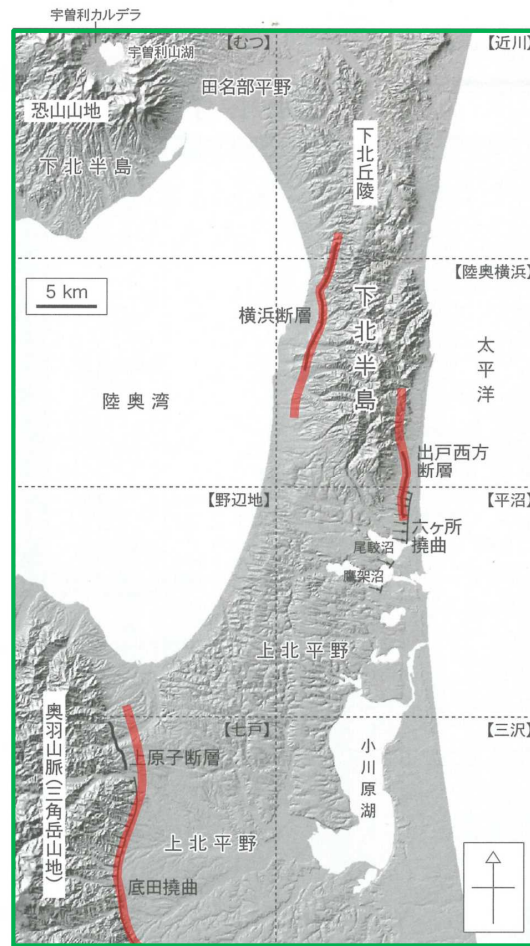 宇曽利カルデラ
【むつ】
【近川】
宇曽利山湖
田名部平野
恐山山地
下北丘陵
下北半島
【陸奥横浜】
5 km
横浜断層
下北半島
太平洋
陸奥湾
出戸西方
断層
【野辺地】
【平沼】
六ヶ所
撓曲
尾駮沼
鷹架沼
上北平野
奥羽山脈(三角岳山地)
【七戸】
【三沢】
上原子断層
小川原湖
上北平野
底田撓曲